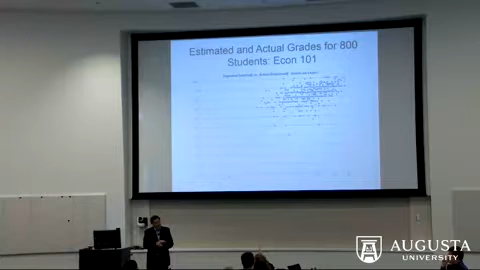 Estimated and Actual Grades for 800
Students: Econ 101
AUGUSTA
UNIVERSITY